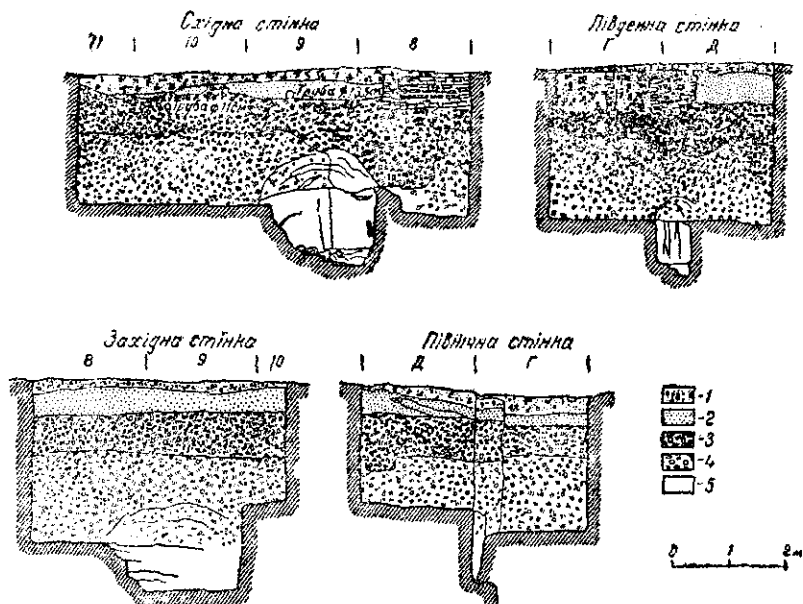 Східна стінка
11 10 9 8
Південна стінка
Г Д
Західна стінка
8 9 10
Північна стінка
Д Г
-1
-2
-3
-4
-5
0 1 2 м